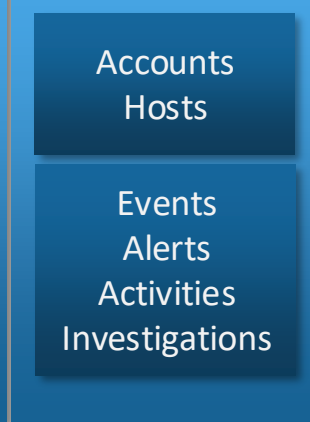 Accounts
Hosts
Events
Alerts
Activities
Investigations